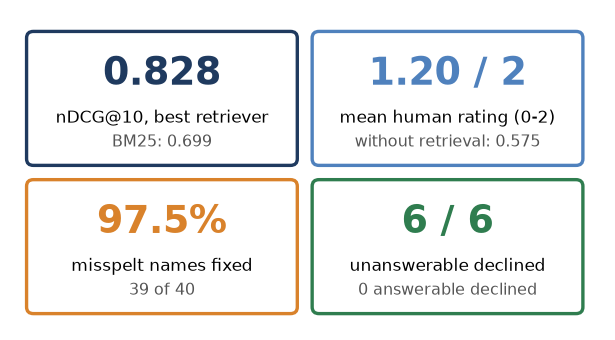 0.828
nDCG@10, best retriever
BM25: 0.699
1.20 / 2
mean human rating (0-2)
without retrieval: 0.575
97.5%
misspelt names fixed
39 of 40
6 / 6
unanswerable declined
0 answerable declined